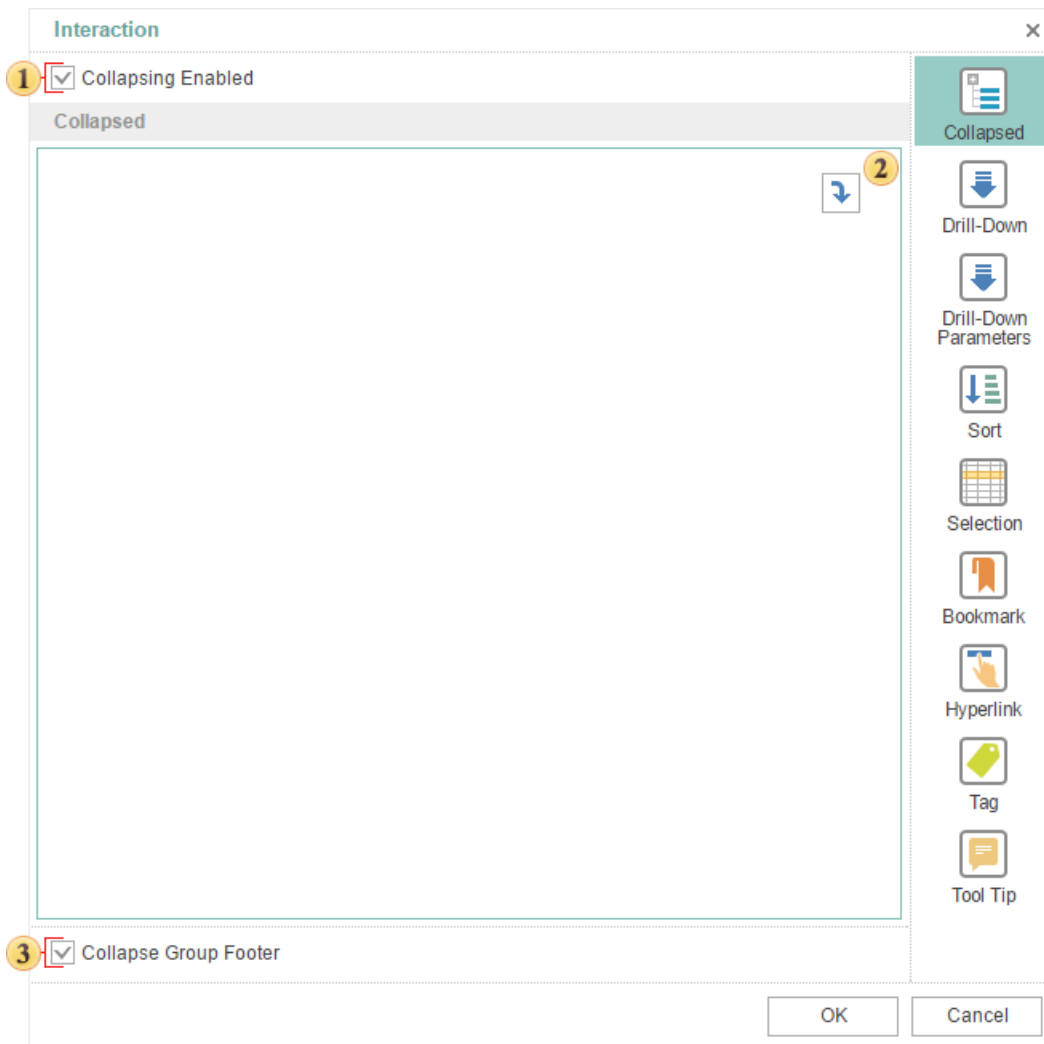 Interaction
1 Collapsing Enabled
Collapsed
2
Collapsed
Drill-Down
Drill-Down
Parameters
Sort
Selection
Bookmark
Hyperlink
Tag
Tool Tip
3 Collapse Group Footer
OK
Cancel